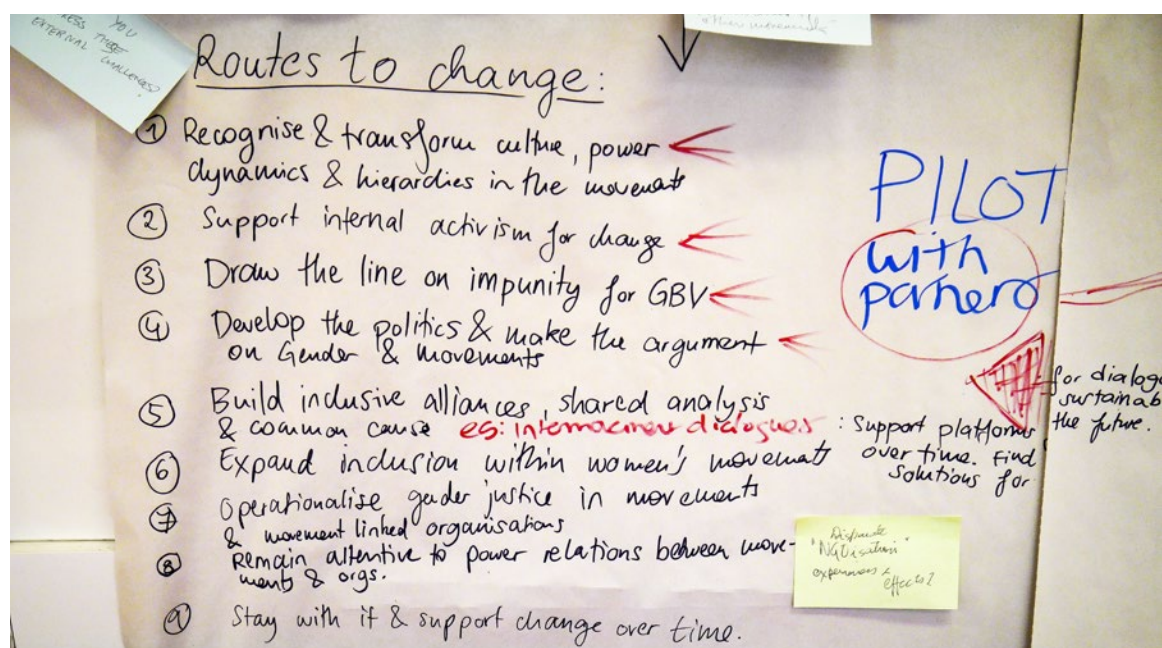 YOU
ADDRESS THESE
EXTERNAL CHALLENGES?
other movements
Routes to change:
1 Recognise & transform culture, power
dynamics & hierarchies in the movement
2 Support internal activism for change
3 Draw the line on impunity for GBV
4 Develop the politics & make the argument
on Gender & movements
5 Build inclusive alliances, shared analysis
& common cause eg: intermovement dialogues : Support platforms
over time. Find
solutions for
6 Expand inclusion within women's movements
7 Operationalise gender justice in movements
& movement linked organisations
8 Remain attentive to power relations between move-
ments & orgs.
9 Stay with it & support change over time.
PILOT
with
partners
for dialog
sustainab
the future.
"NGOisation"
effects?